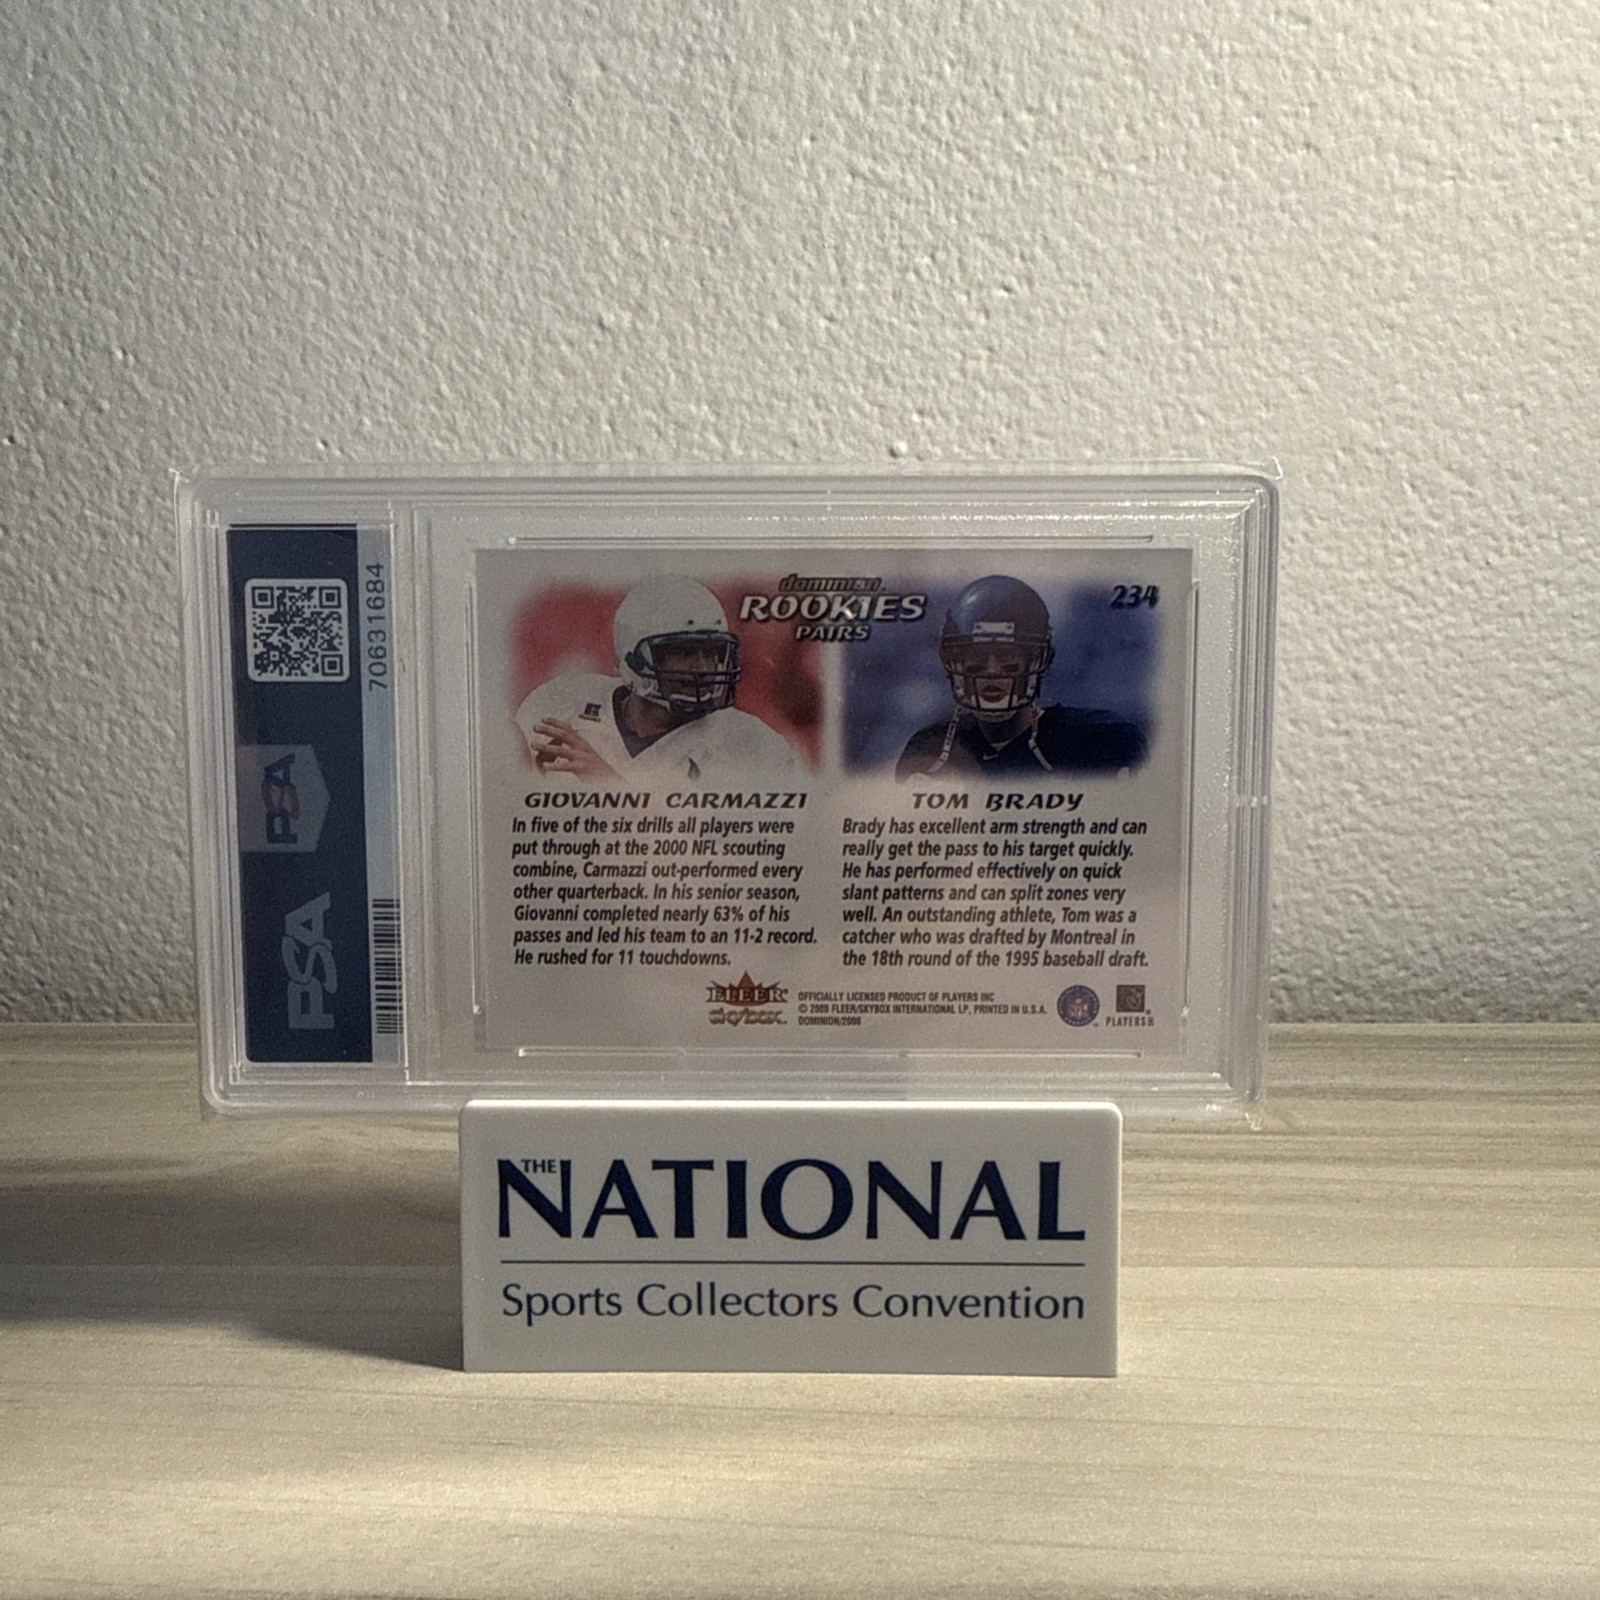 70631684
PSA
PSA
dominion
ROOKIES
PAIRS
234
GIOVANNI CARMAZZI
In five of the six drills all players were
put through at the 2000 NFL scouting
combine, Carmazzi out-performed every
other quarterback. In his senior season,
Giovanni completed nearly 63% of his
passes and led his team to an 11-2 record.
He rushed for 11 touchdowns.
TOM BRADY
Brady has excellent arm strength and can
really get the pass to his target quickly.
He has performed effectively on quick
slant patterns and can split zones very
well. An outstanding athlete, Tom was a
catcher who was drafted by Montreal in
the 18th round of the 1995 baseball draft.
FLEER
skybox
OFFICIALLY LICENSED PRODUCT OF PLAYERS INC
© 2000 FLEER/SKYBOX INTERNATIONAL LP, PRINTED IN U.S.A.
DOMINION/2000
PLAYERS
THE NATIONAL
Sports Collectors Convention